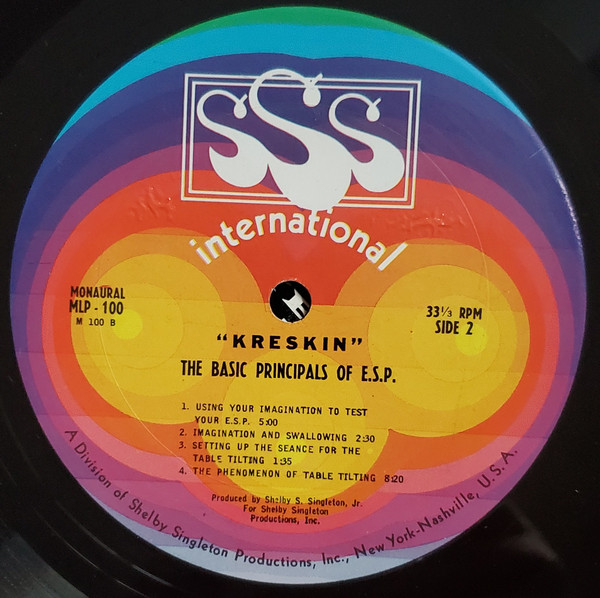 SSS
international
MONAURAL
MLP - 100
M 100 B
33⅓ RPM
SIDE 2
"KRESKIN"
THE BASIC PRINCIPALS OF E.S.P.
1. USING YOUR IMAGINATION TO TEST
YOUR E.S.P. 5:00
2. IMAGINATION AND SWALLOWING 2:30
3. SETTING UP THE SEANCE FOR THE
TABLE TILTING 1:35
4. THE PHENOMENON OF TABLE TILTING 8:20
Produced by Shelby S. Singleton, Jr.
For Shelby Singleton
Productions, Inc.
A Division of Shelby Singleton Productions, Inc., New York-Nashville, U.S.A.